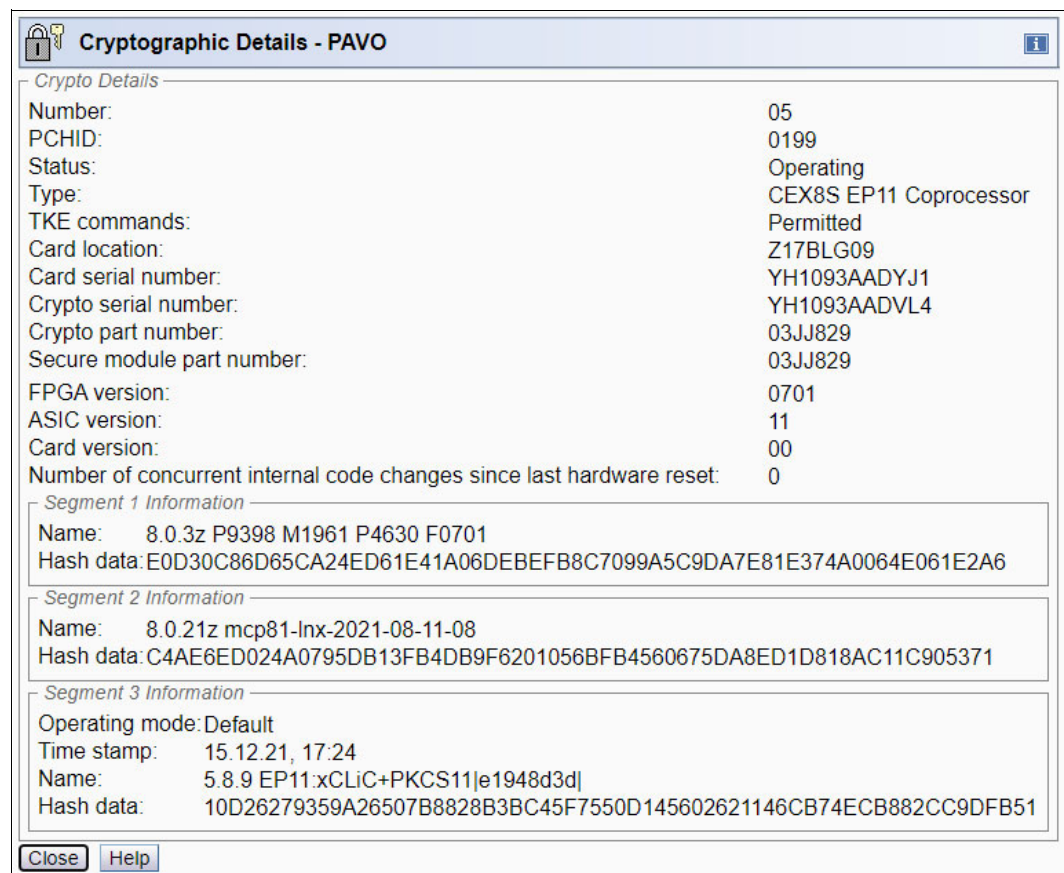 Cryptographic Details - PAVO
Crypto Details
Number: 05
PCHID: 0199
Status: Operating
Type: CEX8S EP11 Coprocessor
TKE commands: Permitted
Card location: Z17BLG09
Card serial number: YH1093AADYJ1
Crypto serial number: YH1093AADVL4
Crypto part number: 03JJ829
Secure module part number: 03JJ829
FPGA version: 0701
ASIC version: 11
Card version: 00
Number of concurrent internal code changes since last hardware reset: 0
Segment 1 Information
Name: 8.0.3z P9398 M1961 P4630 F0701
Hash data: E0D30C86D65CA24ED61E41A06DEBEFB8C7099A5C9DA7E81E374A0064E061E2A6
Segment 2 Information
Name: 8.0.21z mcp81-lnx-2021-08-11-08
Hash data: C4AE6ED024A0795DB13FB4DB9F6201056BFB4560675DA8ED1D818AC11C905371
Segment 3 Information
Operating mode: Default
Time stamp: 15.12.21, 17:24
Name: 5.8.9 EP11:xCLiC+PKCS11|e1948d3d|
Hash data: 10D26279359A26507B8828B3BC45F7550D145602621146CB74ECB882CC9DFB51
Close Help